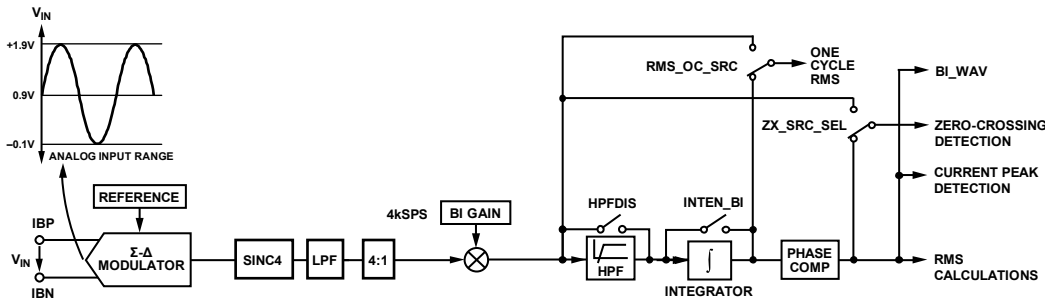 VIN
+1.9V
0.9V
–0.1V
ANALOG INPUT RANGE
REFERENCE
IBP
VIN
IBN
Σ-Δ
MODULATOR
SINC4
LPF
4:1
4kSPS
BI GAIN
HPFDIS
HPF
INTEN_BI
∫
INTEGRATOR
RMS_OC_SRC
ONE
CYCLE
RMS
ZX_SRC_SEL
PHASE
COMP
BI_WAV
ZERO-CROSSING
DETECTION
CURRENT PEAK
DETECTION
RMS
CALCULATIONS